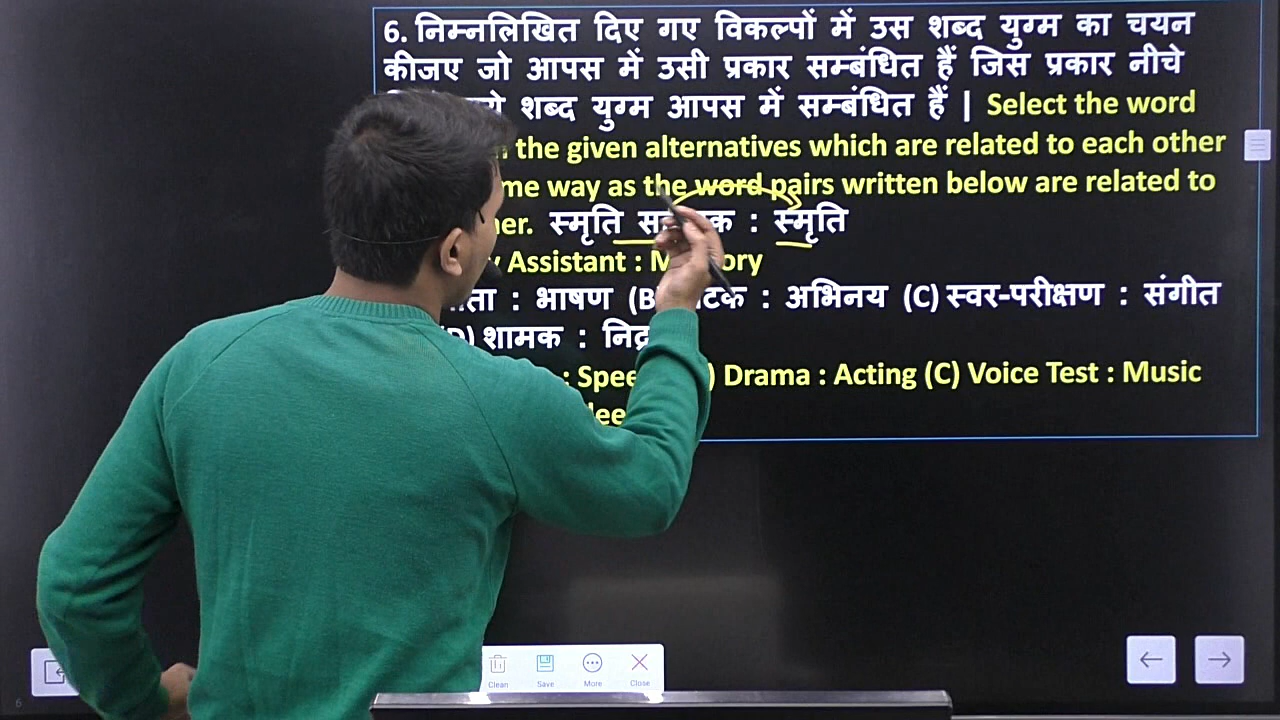 6. निम्नलिखित दिए गए विकल्पों में उस शब्द युग्म का चयन
कीजए जो आपस में उसी प्रकार सम्बंधित हैं जिस प्रकार नीचे
शब्द युग्म आपस में सम्बंधित हैं | Select the word
the given alternatives which are related to each other
way as the word pairs written below are related to
स्मृति : स्मृति
Assistant :
: भाषण : अभिनय (C) स्वर-परीक्षण : संगीत
शामक :
: Drama : Acting (C) Voice Test : Music
Clean Save More Close
6